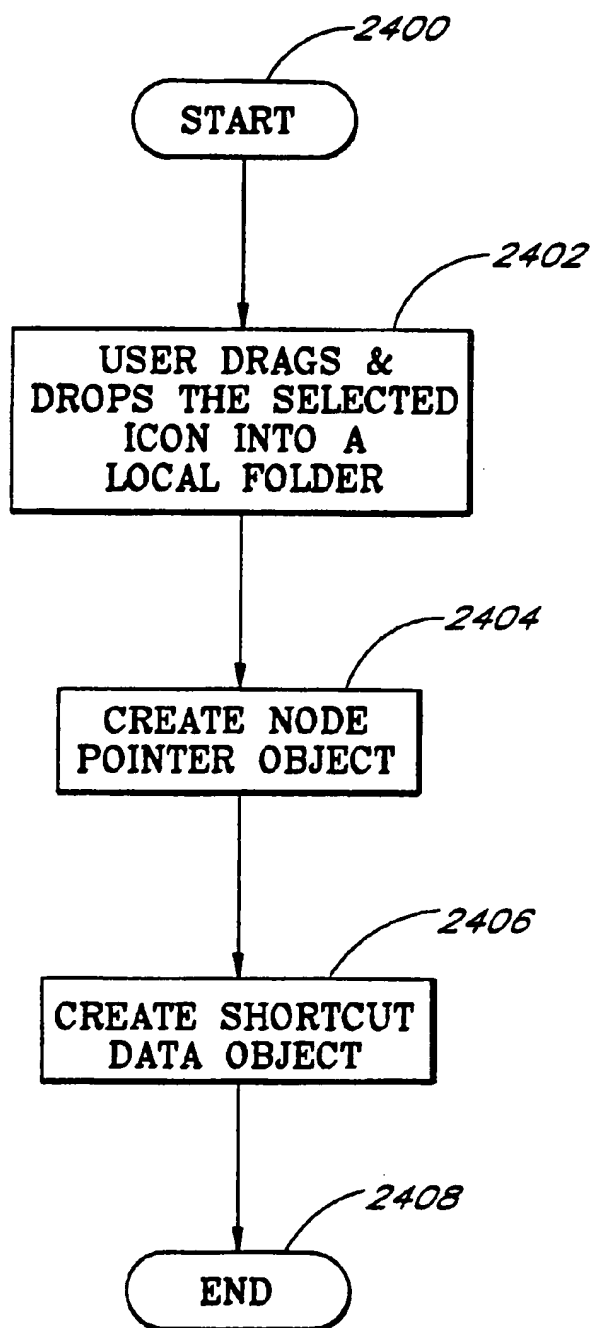 2400
START
2402
USER DRAGS &
DROPS THE SELECTED
ICON INTO A
LOCAL FOLDER
2404
CREATE NODE
POINTER OBJECT
2406
CREATE SHORTCUT
DATA OBJECT
2408
END